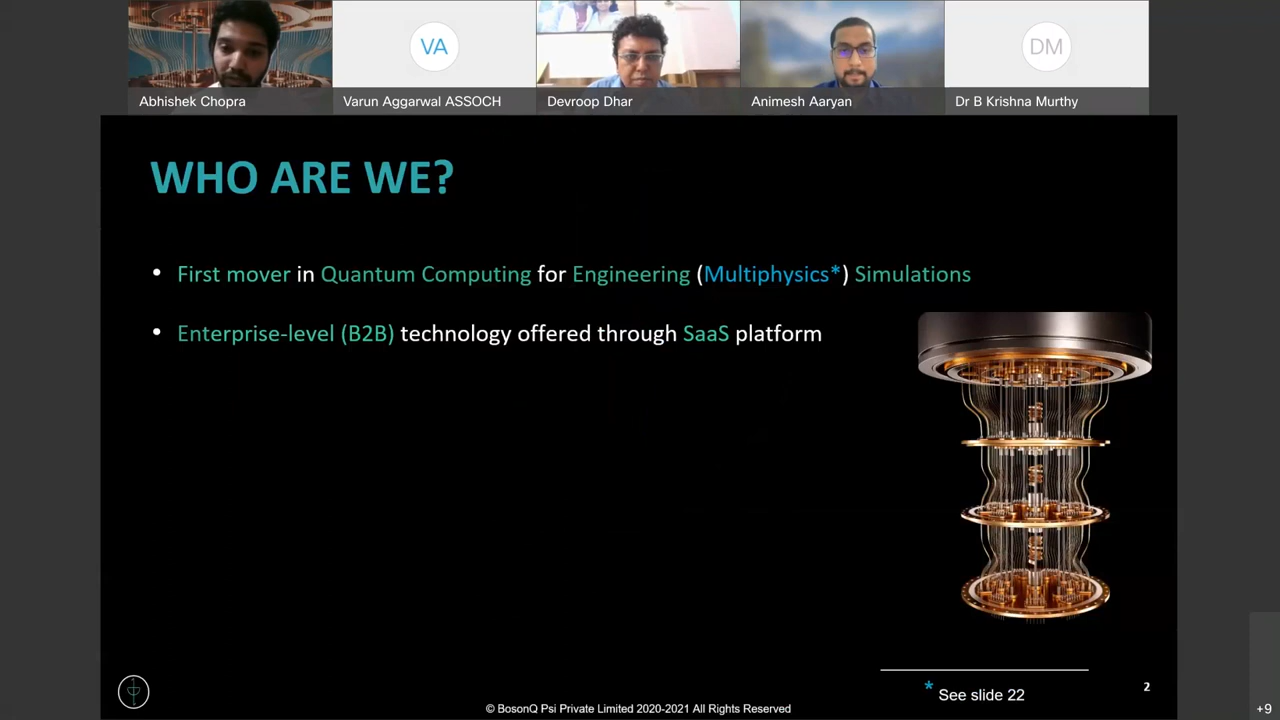 VA
DM
Abhishek Chopra
Varun Aggarwal ASSOCH
Devroop Dhar
Animesh Aaryan
Dr B Krishna Murthy
WHO ARE WE?
• First mover in Quantum Computing for Engineering (Multiphysics*) Simulations
• Enterprise-level (B2B) technology offered through SaaS platform
* See slide 22
2
© BosonQ Psi Private Limited 2020-2021 All Rights Reserved
+9